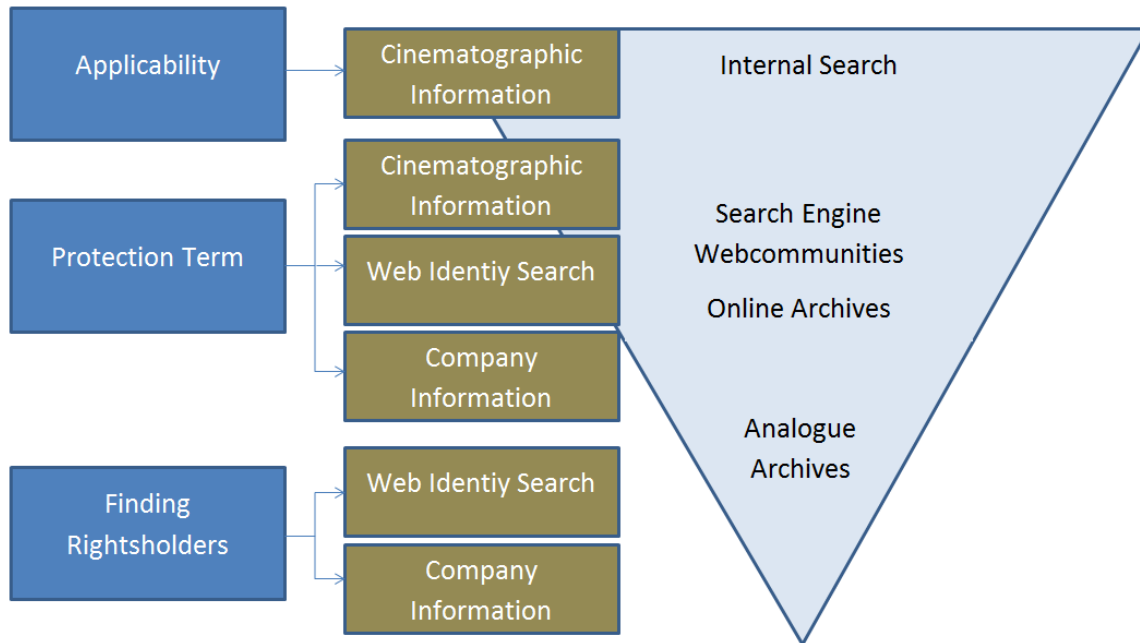 Applicability
Cinematographic
Information
Internal Search
Protection Term
Cinematographic
Information
Web Identiy Search
Company
Information
Search Engine
Webcommunities
Online Archives
Analogue
Archives
Finding
Rightsholders
Web Identiy Search
Company
Information